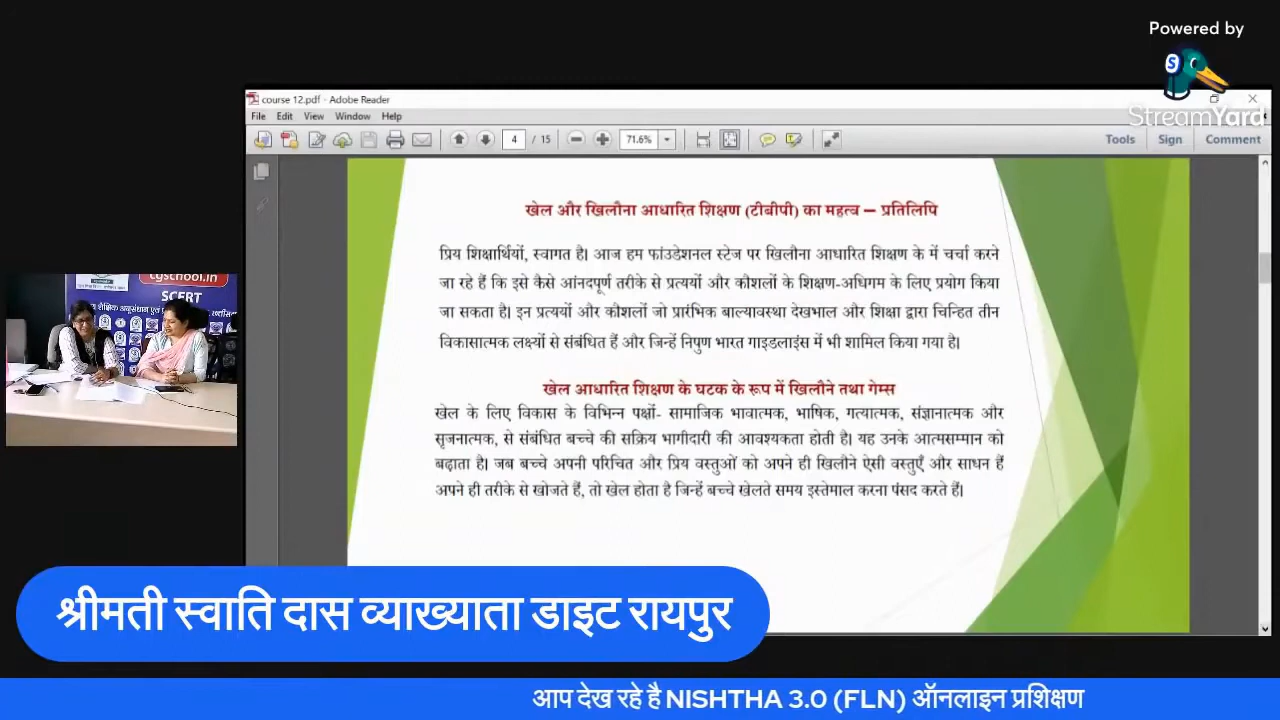 Powered by
S
StreamYard
course 12.pdf - Adobe Reader
File Edit View Window Help
4 / 15 71.6% Tools Sign Comment
खेल और खिलौना आधारित शिक्षण (टीबीपी) का महत्व – प्रतिलिपि
प्रिय शिक्षार्थियों, स्वागत है। आज हम फांउडेशनल स्टेज पर खिलौना आधारित शिक्षण के में चर्चा करने
जा रहे हैं कि इसे कैसे आंनदपूर्ण तरीके से प्रत्ययों और कौशलों के शिक्षण-अधिगम के लिए प्रयोग किया
जा सकता है। इन प्रत्ययों और कौशलों जो प्रारंभिक बाल्यावस्था देखभाल और शिक्षा द्वारा चिन्हित तीन
विकासात्मक लक्ष्यों से संबंधित हैं और जिन्हें निपुण भारत गाइडलाइंस में भी शामिल किया गया है।
खेल आधारित शिक्षण के घटक के रूप में खिलौने तथा गेम्स
खेल के लिए विकास के विभिन्न पक्षों- सामाजिक भावात्मक, भाषिक, गत्यात्मक, संज्ञानात्मक और
सृजनात्मक, से संबंधित बच्चे की सक्रिय भागीदारी की आवश्यकता होती है। यह उनके आत्मसम्मान को
बढ़ाता है। जब बच्चे अपनी परिचित और प्रिय वस्तुओं को अपने ही खिलौने ऐसी वस्तुएँ और साधन हैं
अपने ही तरीके से खोजते हैं, तो खेल होता है जिन्हें बच्चे खेलते समय इस्तेमाल करना पंसद करते हैं।
cgschool.in
SCERT
श्रीमती स्वाति दास व्याख्याता डाइट रायपुर
आप देख रहे है NISHTHA 3.0 (FLN) ऑनलाइन प्रशिक्षण